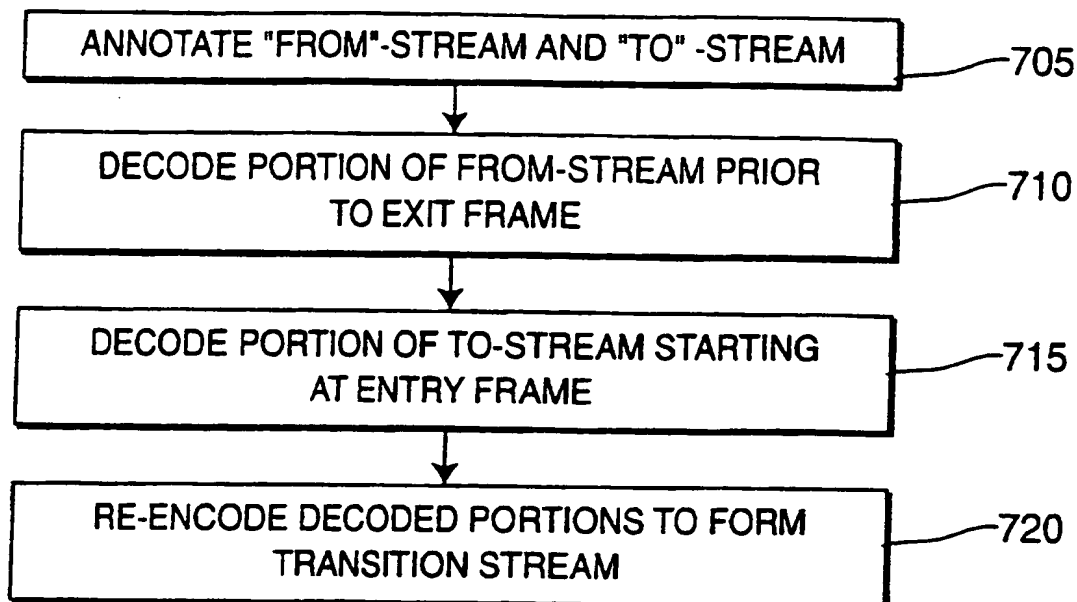 ANNOTATE "FROM"-STREAM AND "TO" -STREAM
705
DECODE PORTION OF FROM-STREAM PRIOR
TO EXIT FRAME
710
DECODE PORTION OF TO-STREAM STARTING
AT ENTRY FRAME
715
RE-ENCODE DECODED PORTIONS TO FORM
TRANSITION STREAM
720